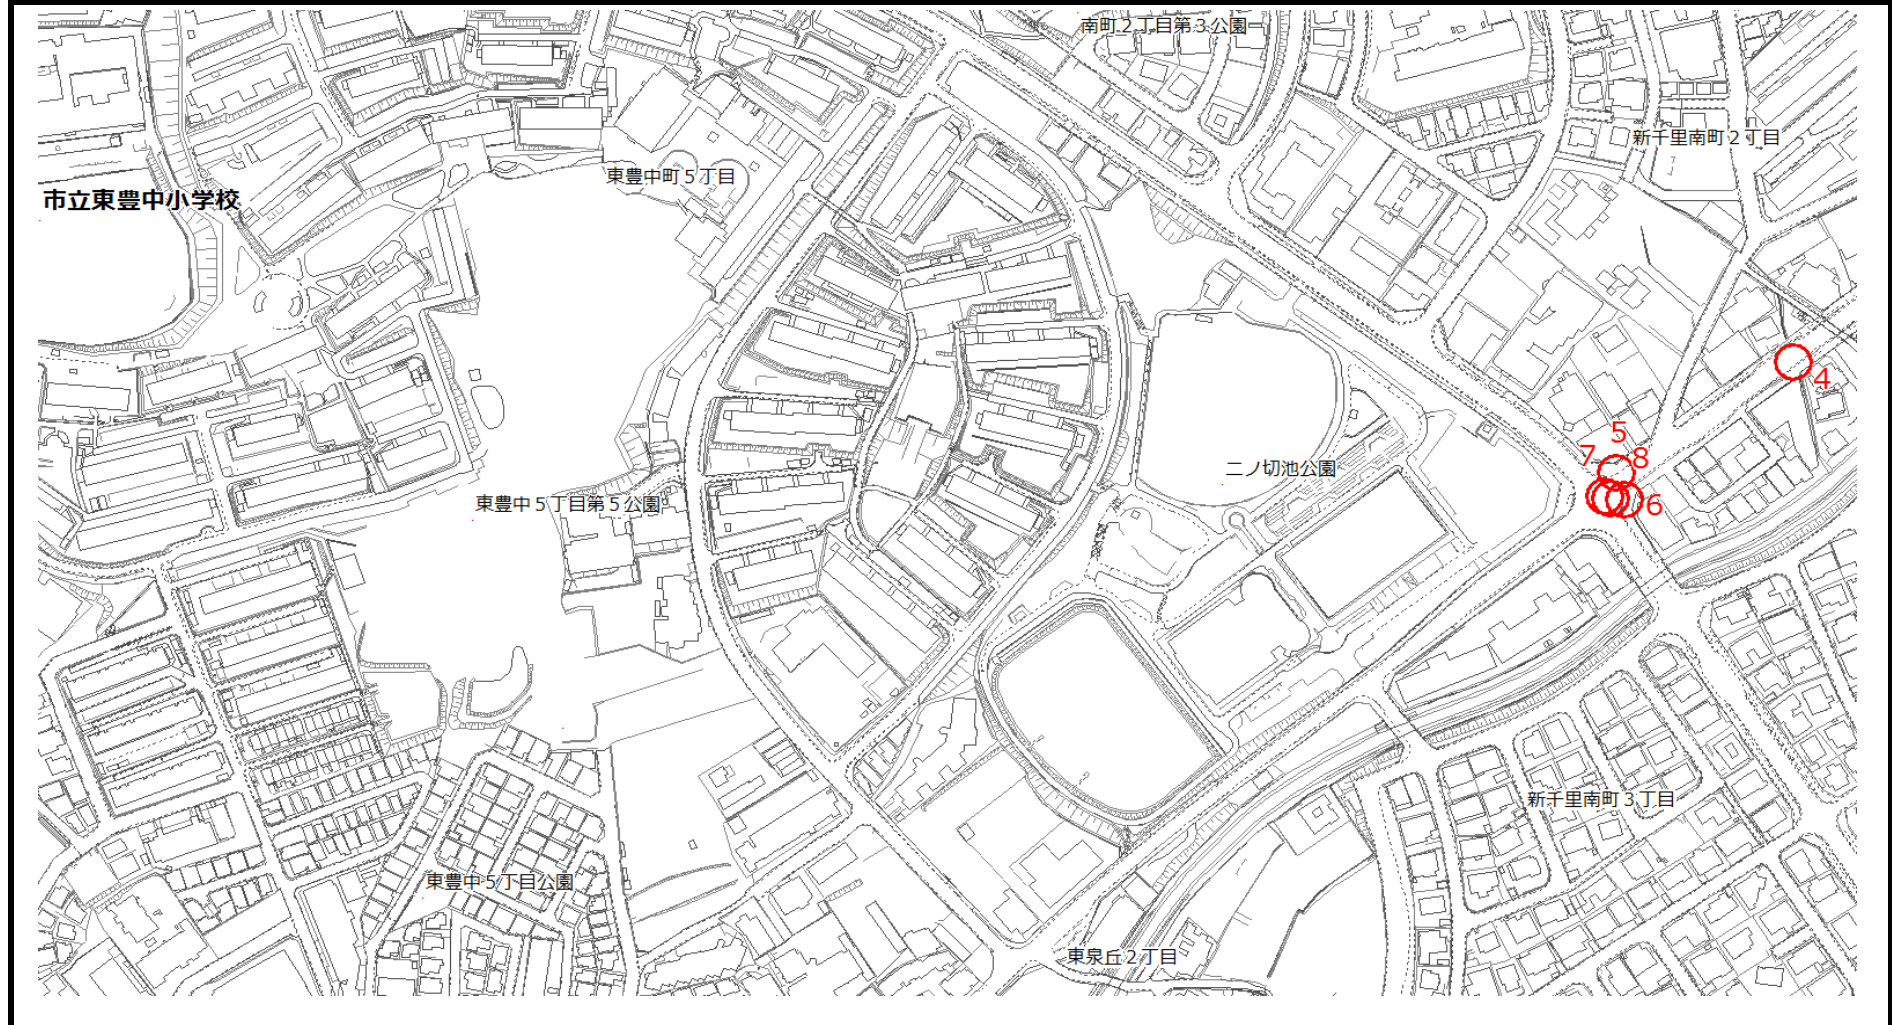 南町２丁目第３公園
新千里南町２丁目
東豊中町５丁目
市立東豊中小学校
4
5
7
8
二ノ切池公園
6
東豊中５丁目第５公園
新千里南町３丁目
東豊中５丁目公園
東泉丘２丁目